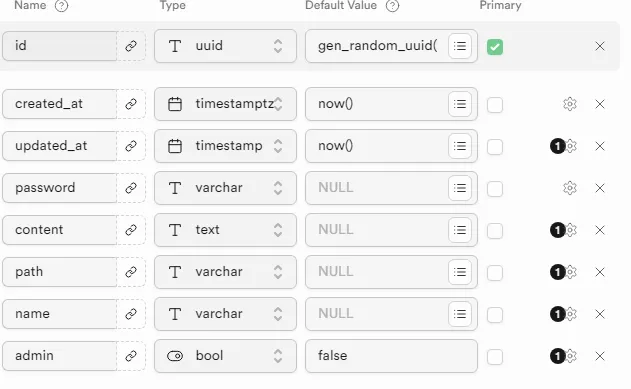 Name Type Default Value Primary
id uuid gen_random_uuid(
created_at timestamptz now()
updated_at timestamp now() 1
password varchar NULL
content text NULL 1
path varchar NULL 1
name varchar NULL 1
admin bool false 1